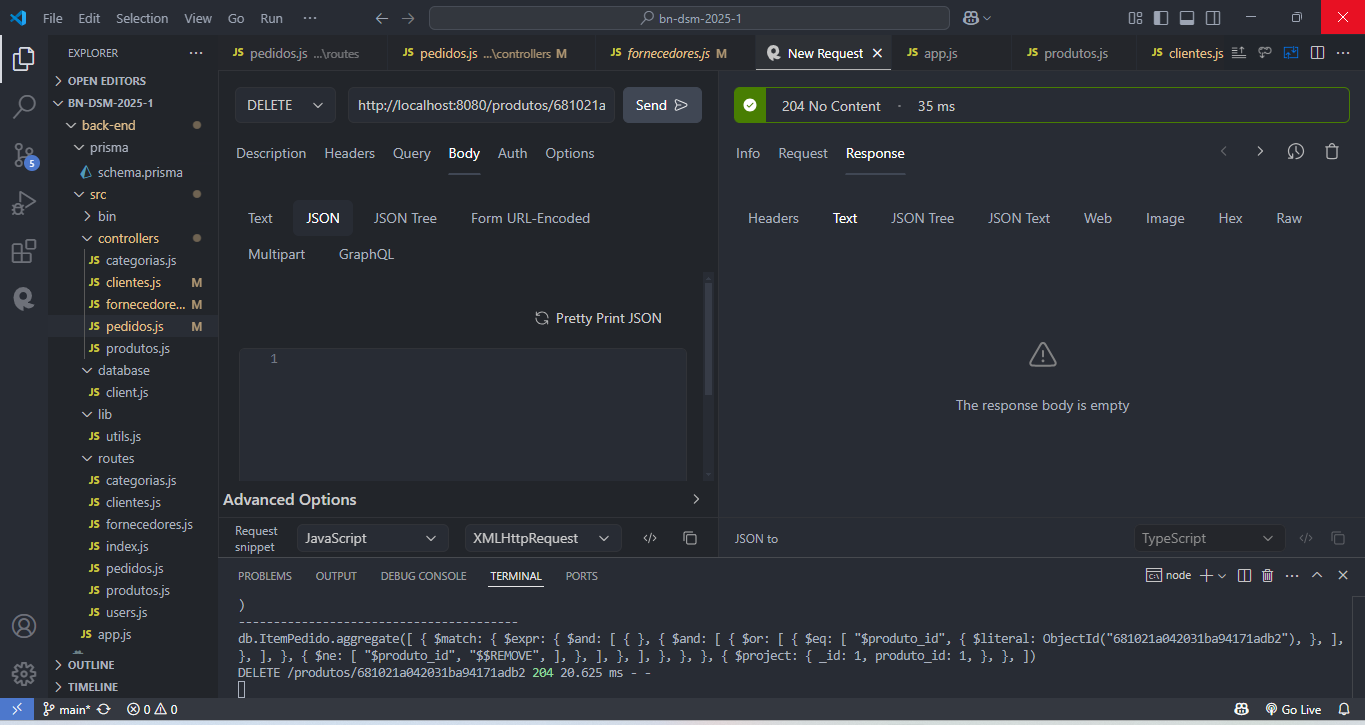 File Edit Selection View Go Run ··· bn-dsm-2025-1
EXPLORER ···
OPEN EDITORS
BN-DSM-2025-1
back-end
prisma
schema.prisma
src
bin
controllers
JS categorias.js
JS clientes.js M
JS fornecedore... M
JS pedidos.js M
JS produtos.js
database
JS client.js
lib
JS utils.js
routes
JS categorias.js
JS clientes.js
JS fornecedores.js
JS index.js
JS pedidos.js
JS produtos.js
JS users.js
JS app.js
OUTLINE
TIMELINE
5
JS pedidos.js ...\routes JS pedidos.js ...\controllers M JS fornecedores.js M New Request JS app.js JS produtos.js JS clientes.js ···
DELETE http://localhost:8080/produtos/681021a Send
Description Headers Query Body Auth Options
Text JSON JSON Tree Form URL-Encoded
Multipart GraphQL
Pretty Print JSON
1
Advanced Options
Request
snippet
JavaScript XMLHttpRequest
204 No Content · 35 ms
Info Request Response
Headers Text JSON Tree JSON Text Web Image Hex Raw
The response body is empty
JSON to TypeScript
PROBLEMS OUTPUT DEBUG CONSOLE TERMINAL PORTS node ···
)
----------------------------------------
db.ItemPedido.aggregate([ { $match: { $expr: { $and: [ { }, { $and: [ { $or: [ { $eq: [ "$produto_id", { $literal: ObjectId("681021a042031ba94171adb2"), }, ],
}, ], }, { $ne: [ "$produto_id", "$$REMOVE", ], }, ], }, ], }, }, }, { $project: { _id: 1, produto_id: 1, }, }, ])
DELETE /produtos/681021a042031ba94171adb2 204 20.625 ms - -
main* 0 0 Go Live